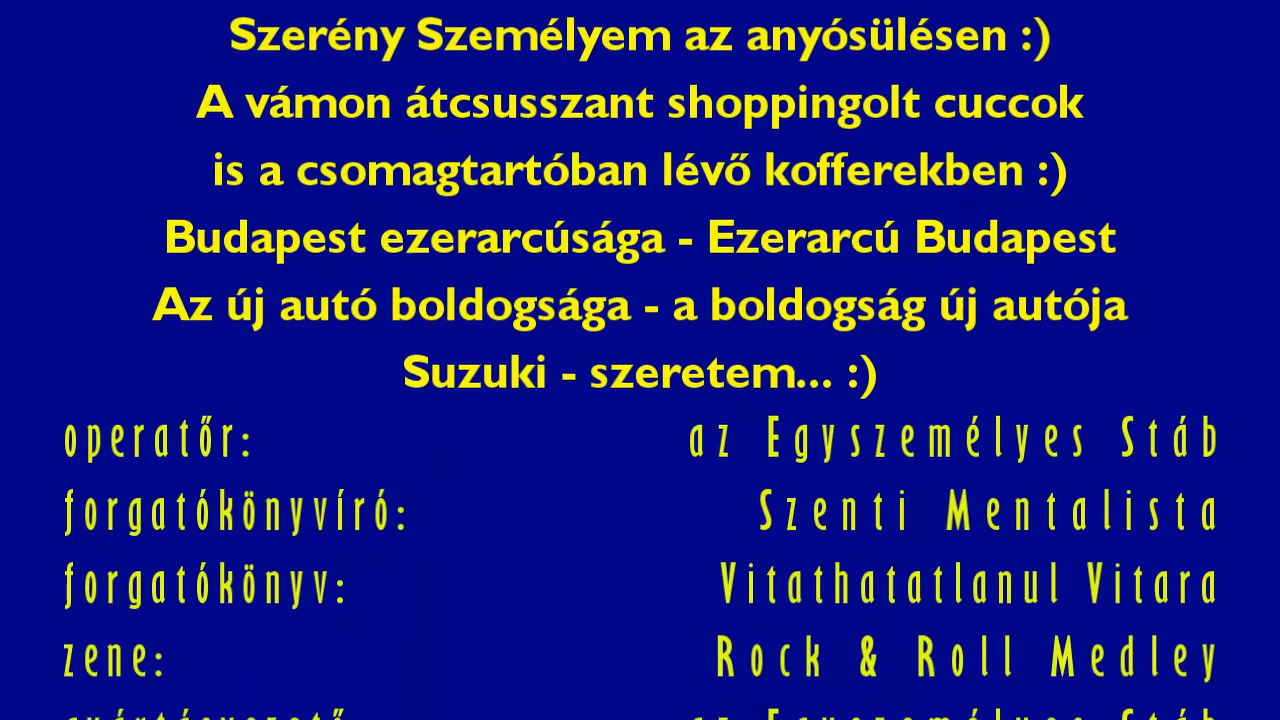 Szerény Személyem az anyósülésen :)
A vámon átcsusszant shoppingolt cuccok
is a csomagtartóban lévő kofferekben :)
Budapest ezerarcúsága - Ezerarcú Budapest
Az új autó boldogsága - a boldogság új autója
Suzuki - szeretem... :)
operatőr: az Egyszemélyes Stáb
forgatókönyvíró: Szenti Mentalista
forgatókönyv: Vitathatatlanul Vitara
zene: Rock & Roll Medley